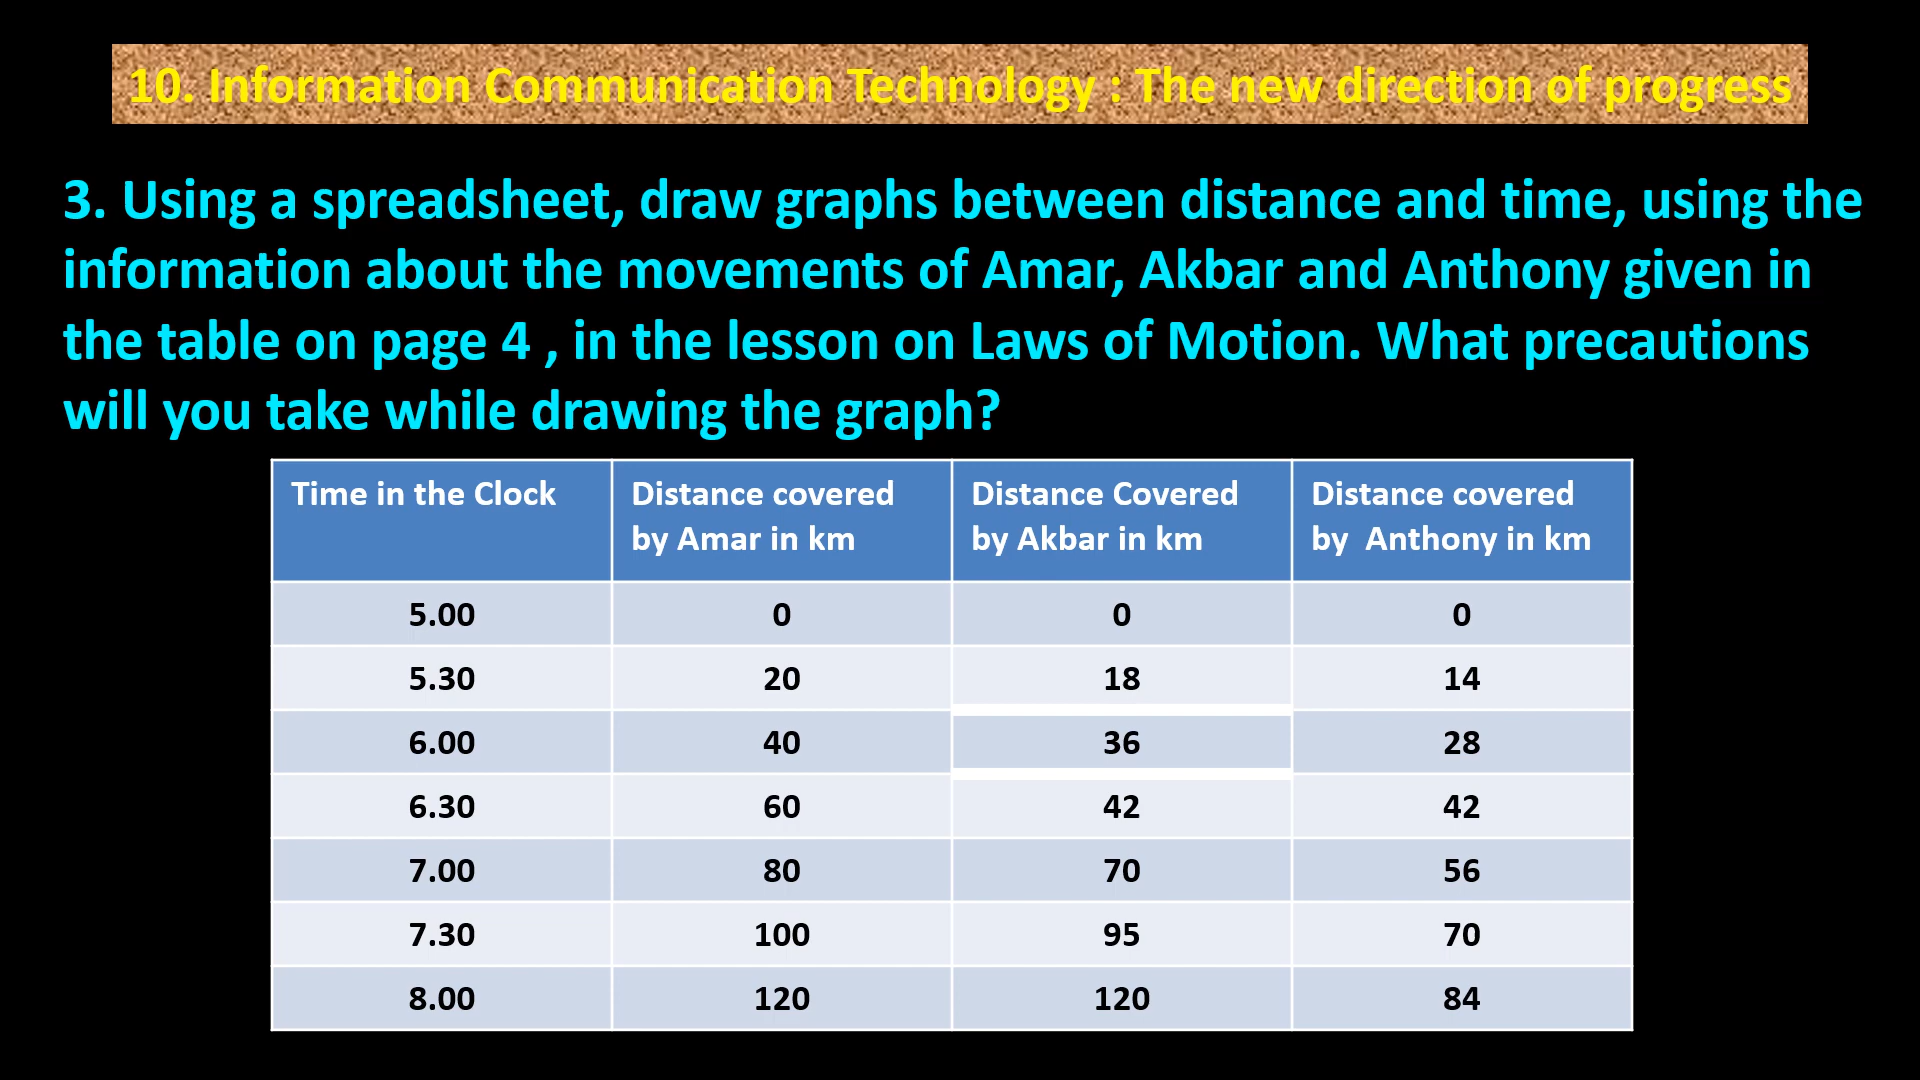 10. Information Communication Technology : The new direction of progress
3. Using a spreadsheet, draw graphs between distance and time, using the
information about the movements of Amar, Akbar and Anthony given in
the table on page 4 , in the lesson on Laws of Motion. What precautions
will you take while drawing the graph?
Time in the Clock | Distance covered by Amar in km | Distance Covered by Akbar in km | Distance covered by Anthony in km
5.00 | 0 | 0 | 0
5.30 | 20 | 18 | 14
6.00 | 40 | 36 | 28
6.30 | 60 | 42 | 42
7.00 | 80 | 70 | 56
7.30 | 100 | 95 | 70
8.00 | 120 | 120 | 84